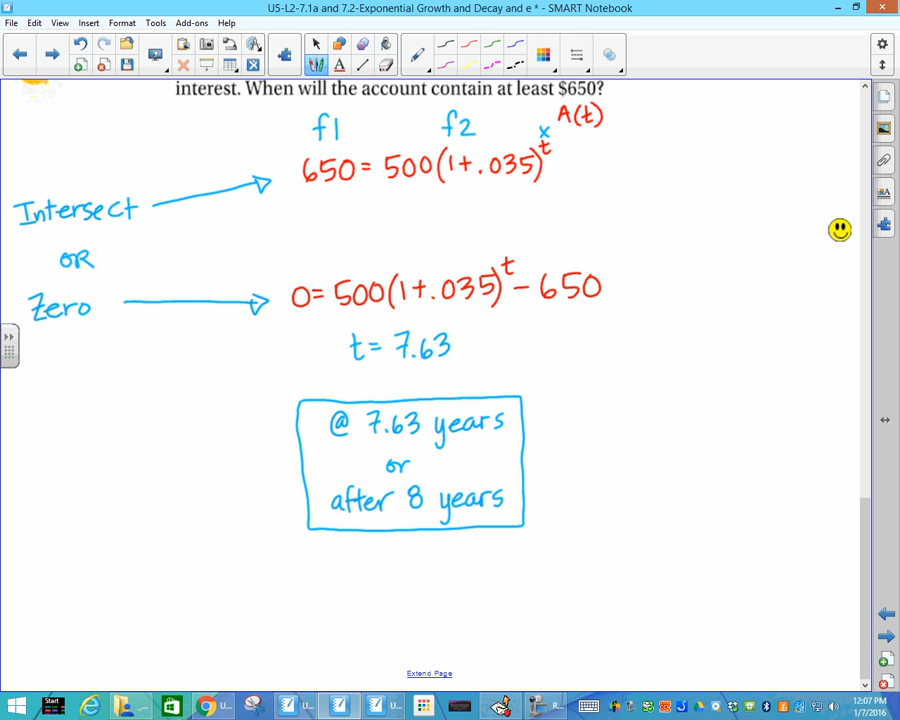 U5-L2-7.1a and 7.2-Exponential Growth and Decay and e * - SMART Notebook
File Edit View Insert Format Tools Add-ons Help
interest. When will the account contain at least $650?
f1 f2 x A(t)
650 = 500(1+.035)^t
Intersect
OR
Zero
0= 500(1+.035)^t - 650
t= 7.63
@ 7.63 years
or
after 8 years
Extend Page
Start
U...
U...
U...
U...
R...
12:07 PM
1/7/2016